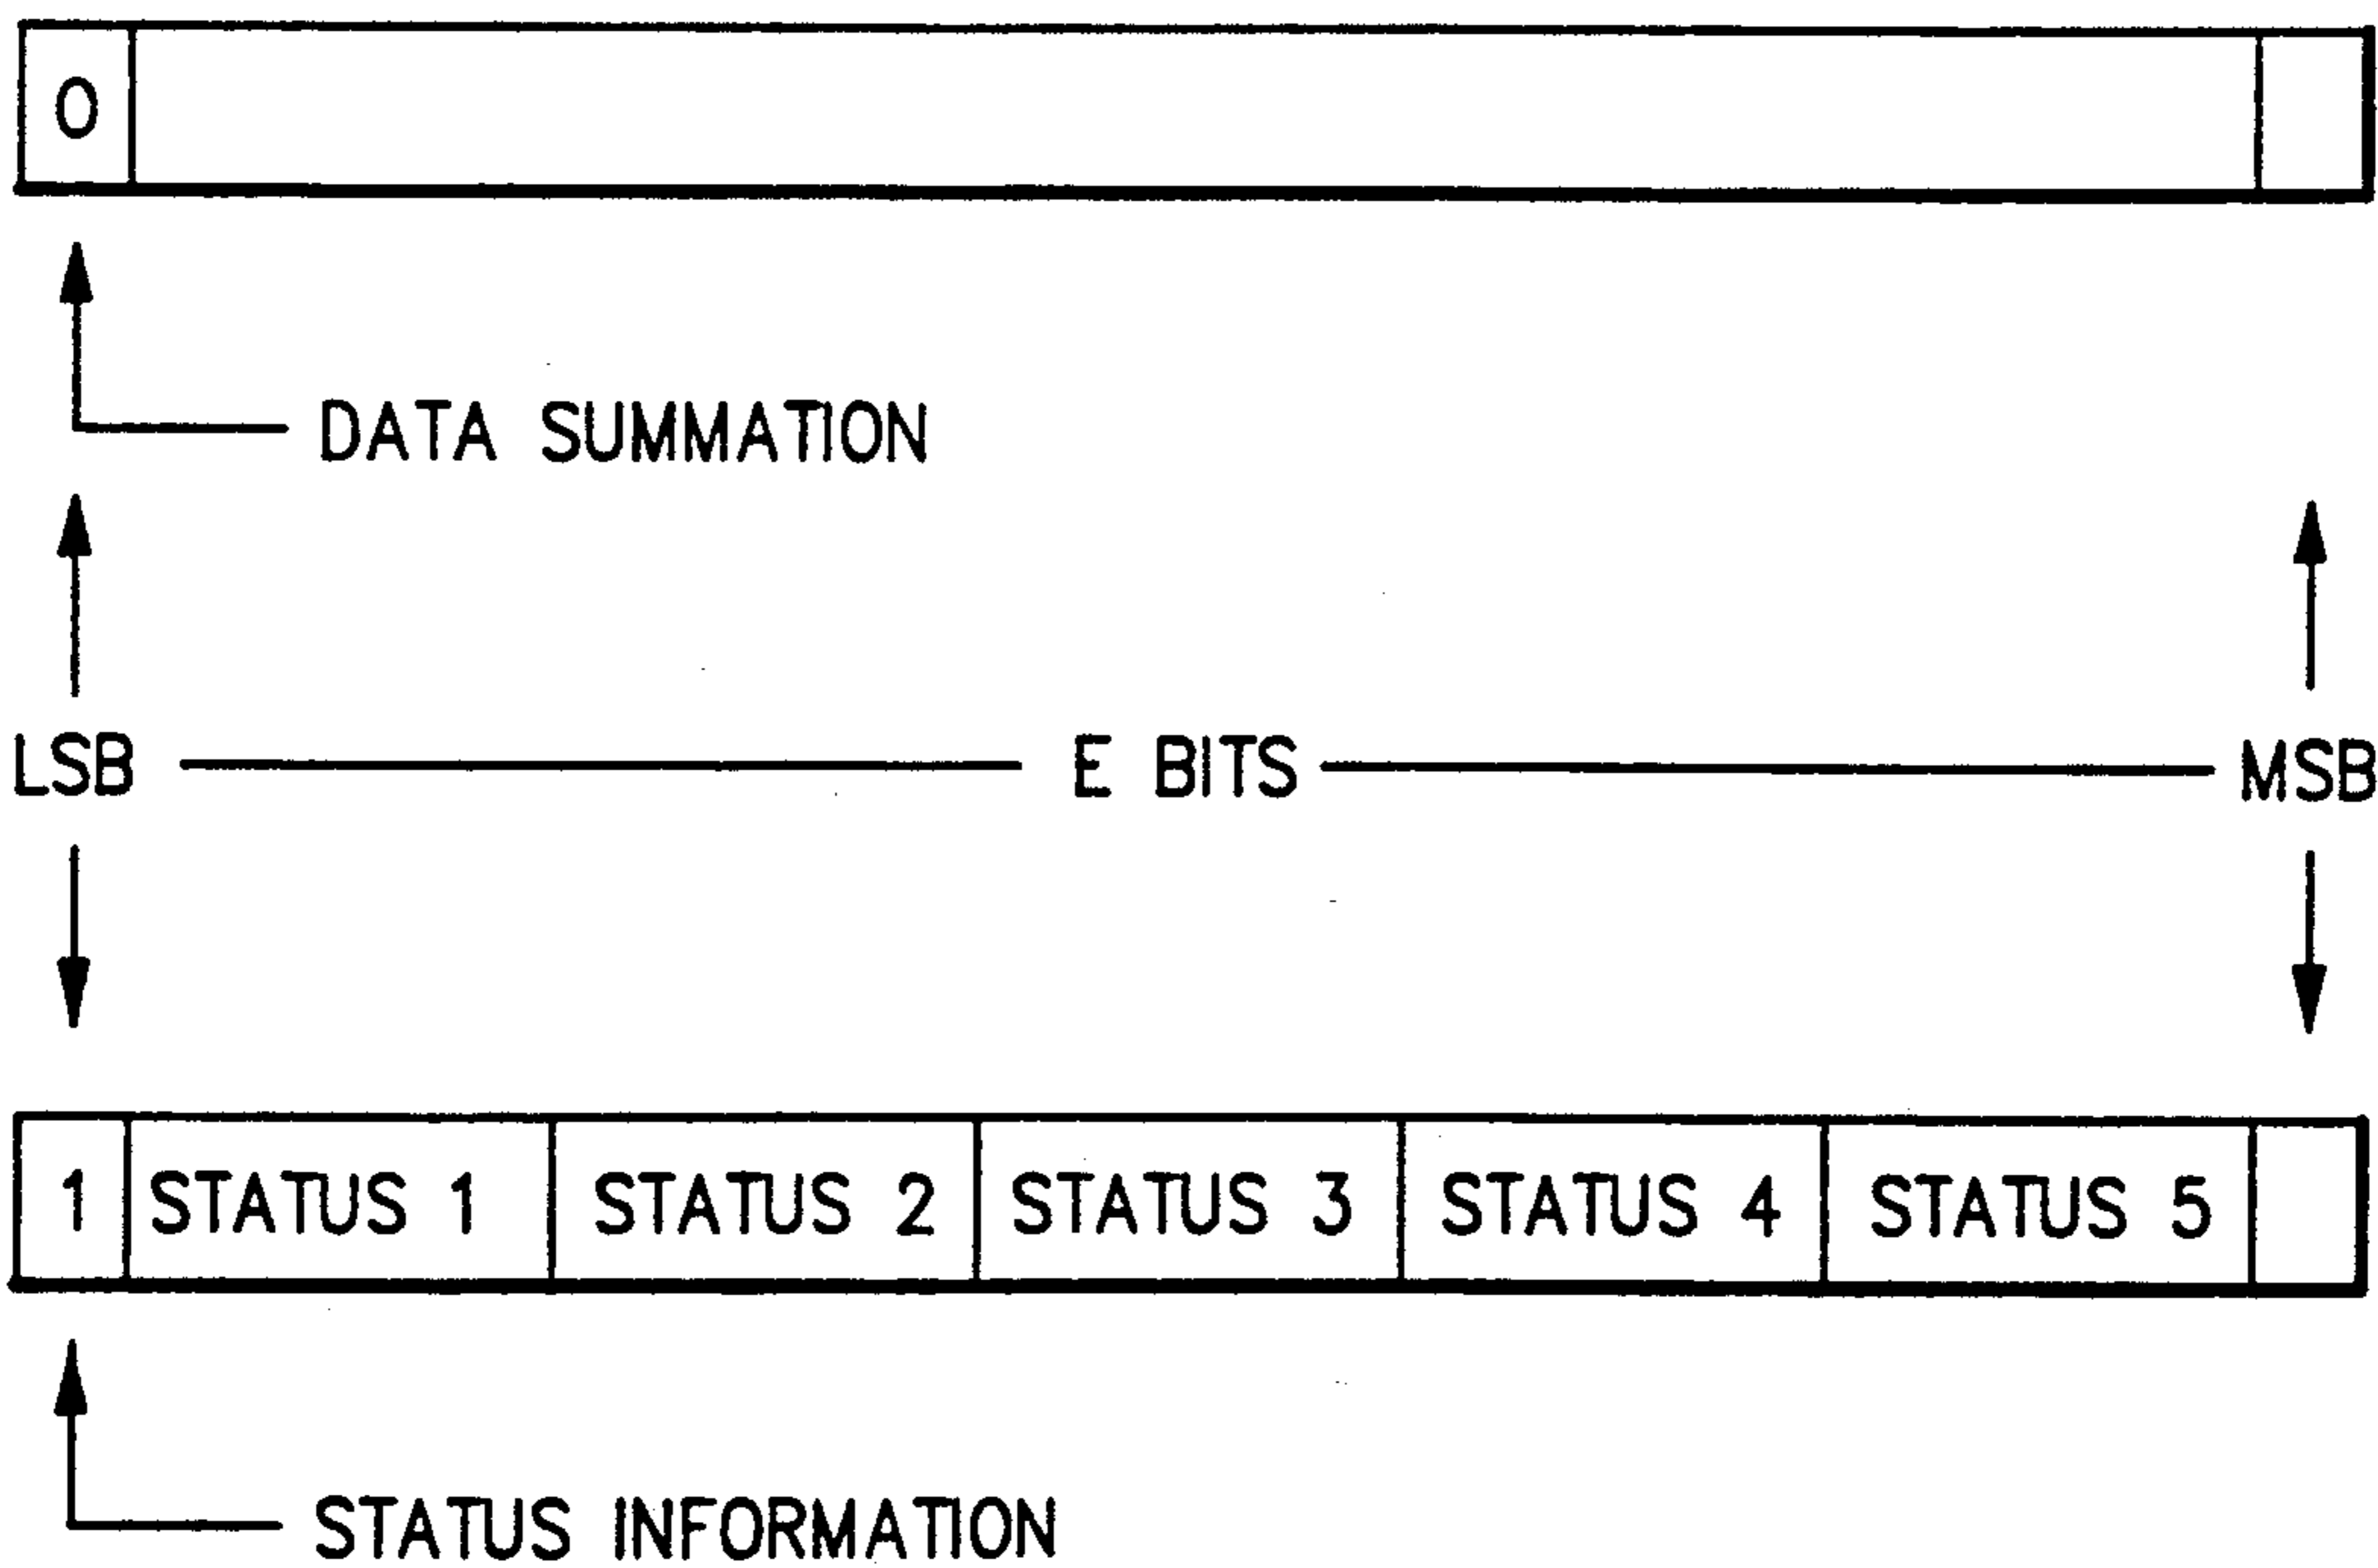 0
DATA SUMMATION
LSB E BITS MSB
1 STATUS 1 STATUS 2 STATUS 3 STATUS 4 STATUS 5
STATUS INFORMATION